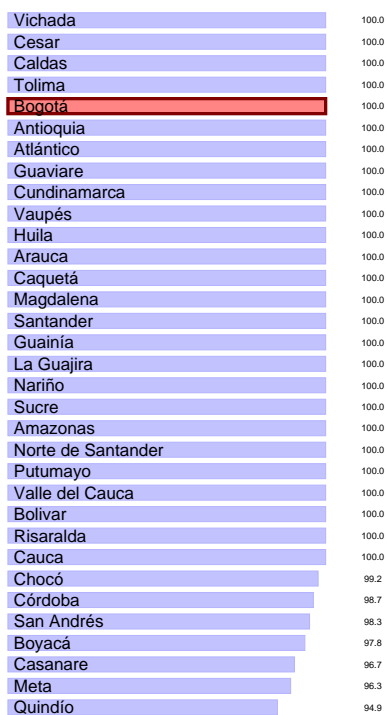 Vichada 100.0
Cesar 100.0
Caldas 100.0
Tolima 100.0
Bogotá 100.0
Antioquia 100.0
Atlántico 100.0
Guaviare 100.0
Cundinamarca 100.0
Vaupés 100.0
Huila 100.0
Arauca 100.0
Caquetá 100.0
Magdalena 100.0
Santander 100.0
Guainía 100.0
La Guajira 100.0
Nariño 100.0
Sucre 100.0
Amazonas 100.0
Norte de Santander 100.0
Putumayo 100.0
Valle del Cauca 100.0
Bolivar 100.0
Risaralda 100.0
Cauca 100.0
Chocó 99.2
Córdoba 98.7
San Andrés 98.3
Boyacá 97.8
Casanare 96.7
Meta 96.3
Quindío 94.9